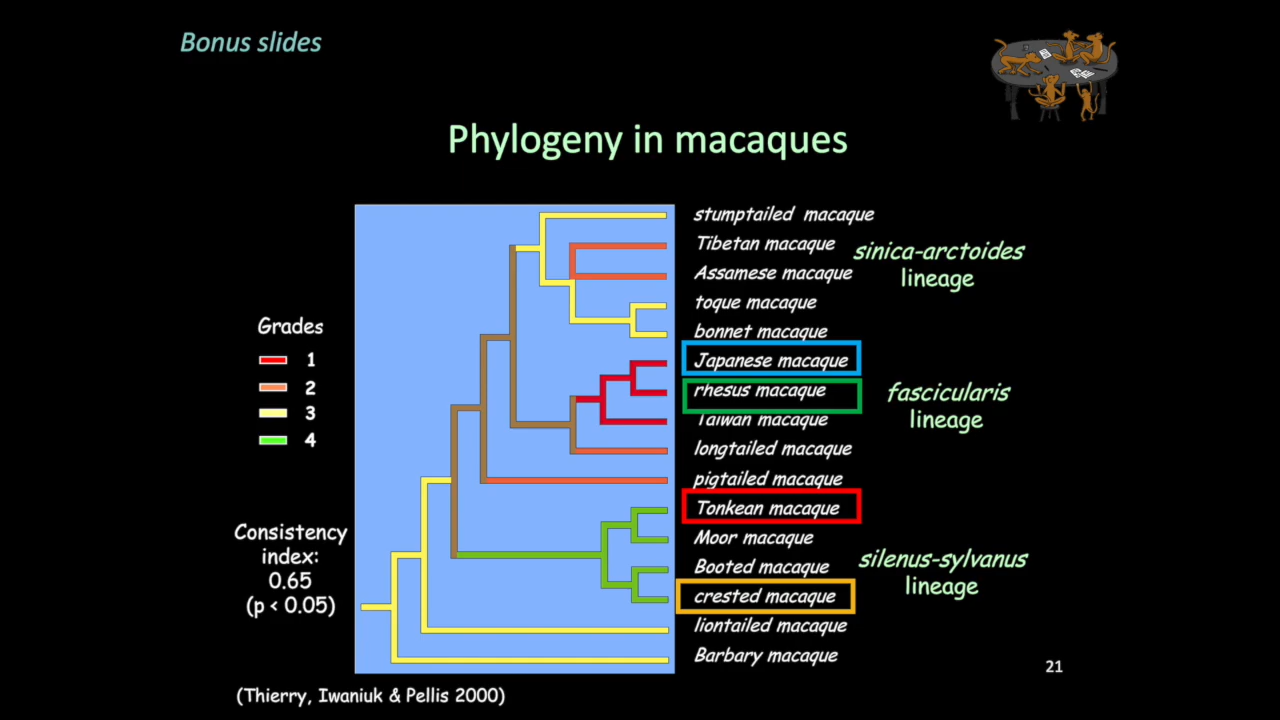 Bonus slides
Phylogeny in macaques
stumptailed macaque
Tibetan macaque
Assamese macaque
toque macaque
bonnet macaque
Japanese macaque
rhesus macaque
Taiwan macaque
longtailed macaque
pigtailed macaque
Tonkean macaque
Moor macaque
Booted macaque
crested macaque
liontailed macaque
Barbary macaque
sinica-arctoides
lineage
fascicularis
lineage
silenus-sylvanus
lineage
Grades
1
2
3
4
Consistency
index:
0.65
(p < 0.05)
(Thierry, Iwaniuk & Pellis 2000)
21